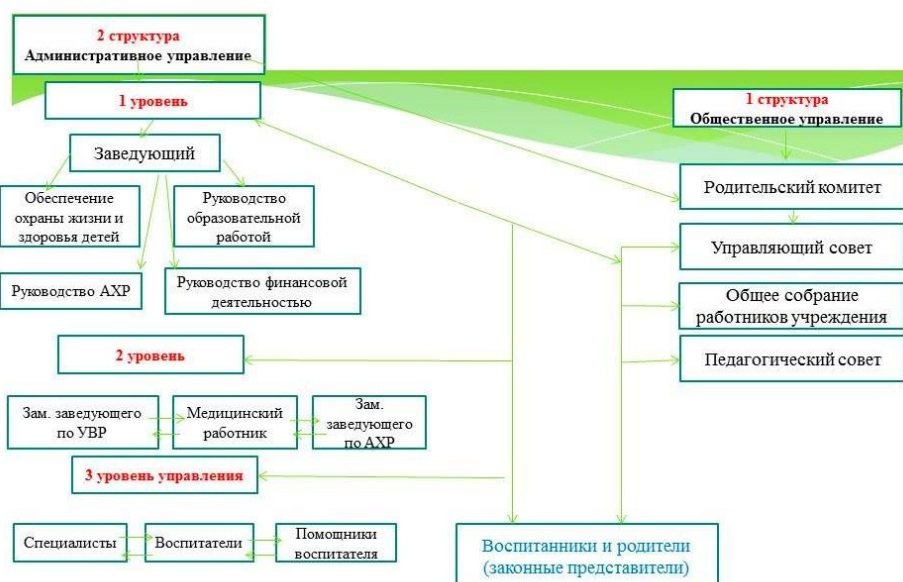 2 структура
Административное управление
1 уровень
1 структура
Общественное управление
Заведующий
Родительский комитет
Обеспечение
охраны жизни и
здоровья детей
Руководство
образовательной
работой
Управляющий совет
Руководство АХР
Руководство финансовой
деятельностью
Общее собрание
работников учреждения
2 уровень
Педагогический совет
Зам. заведующего
по УВР
Медицинский
работник
Зам.
заведующего
по АХР
3 уровень управления
Специалисты
Воспитатели
Помощники
воспитателя
Воспитанники и родители
(законные представители)